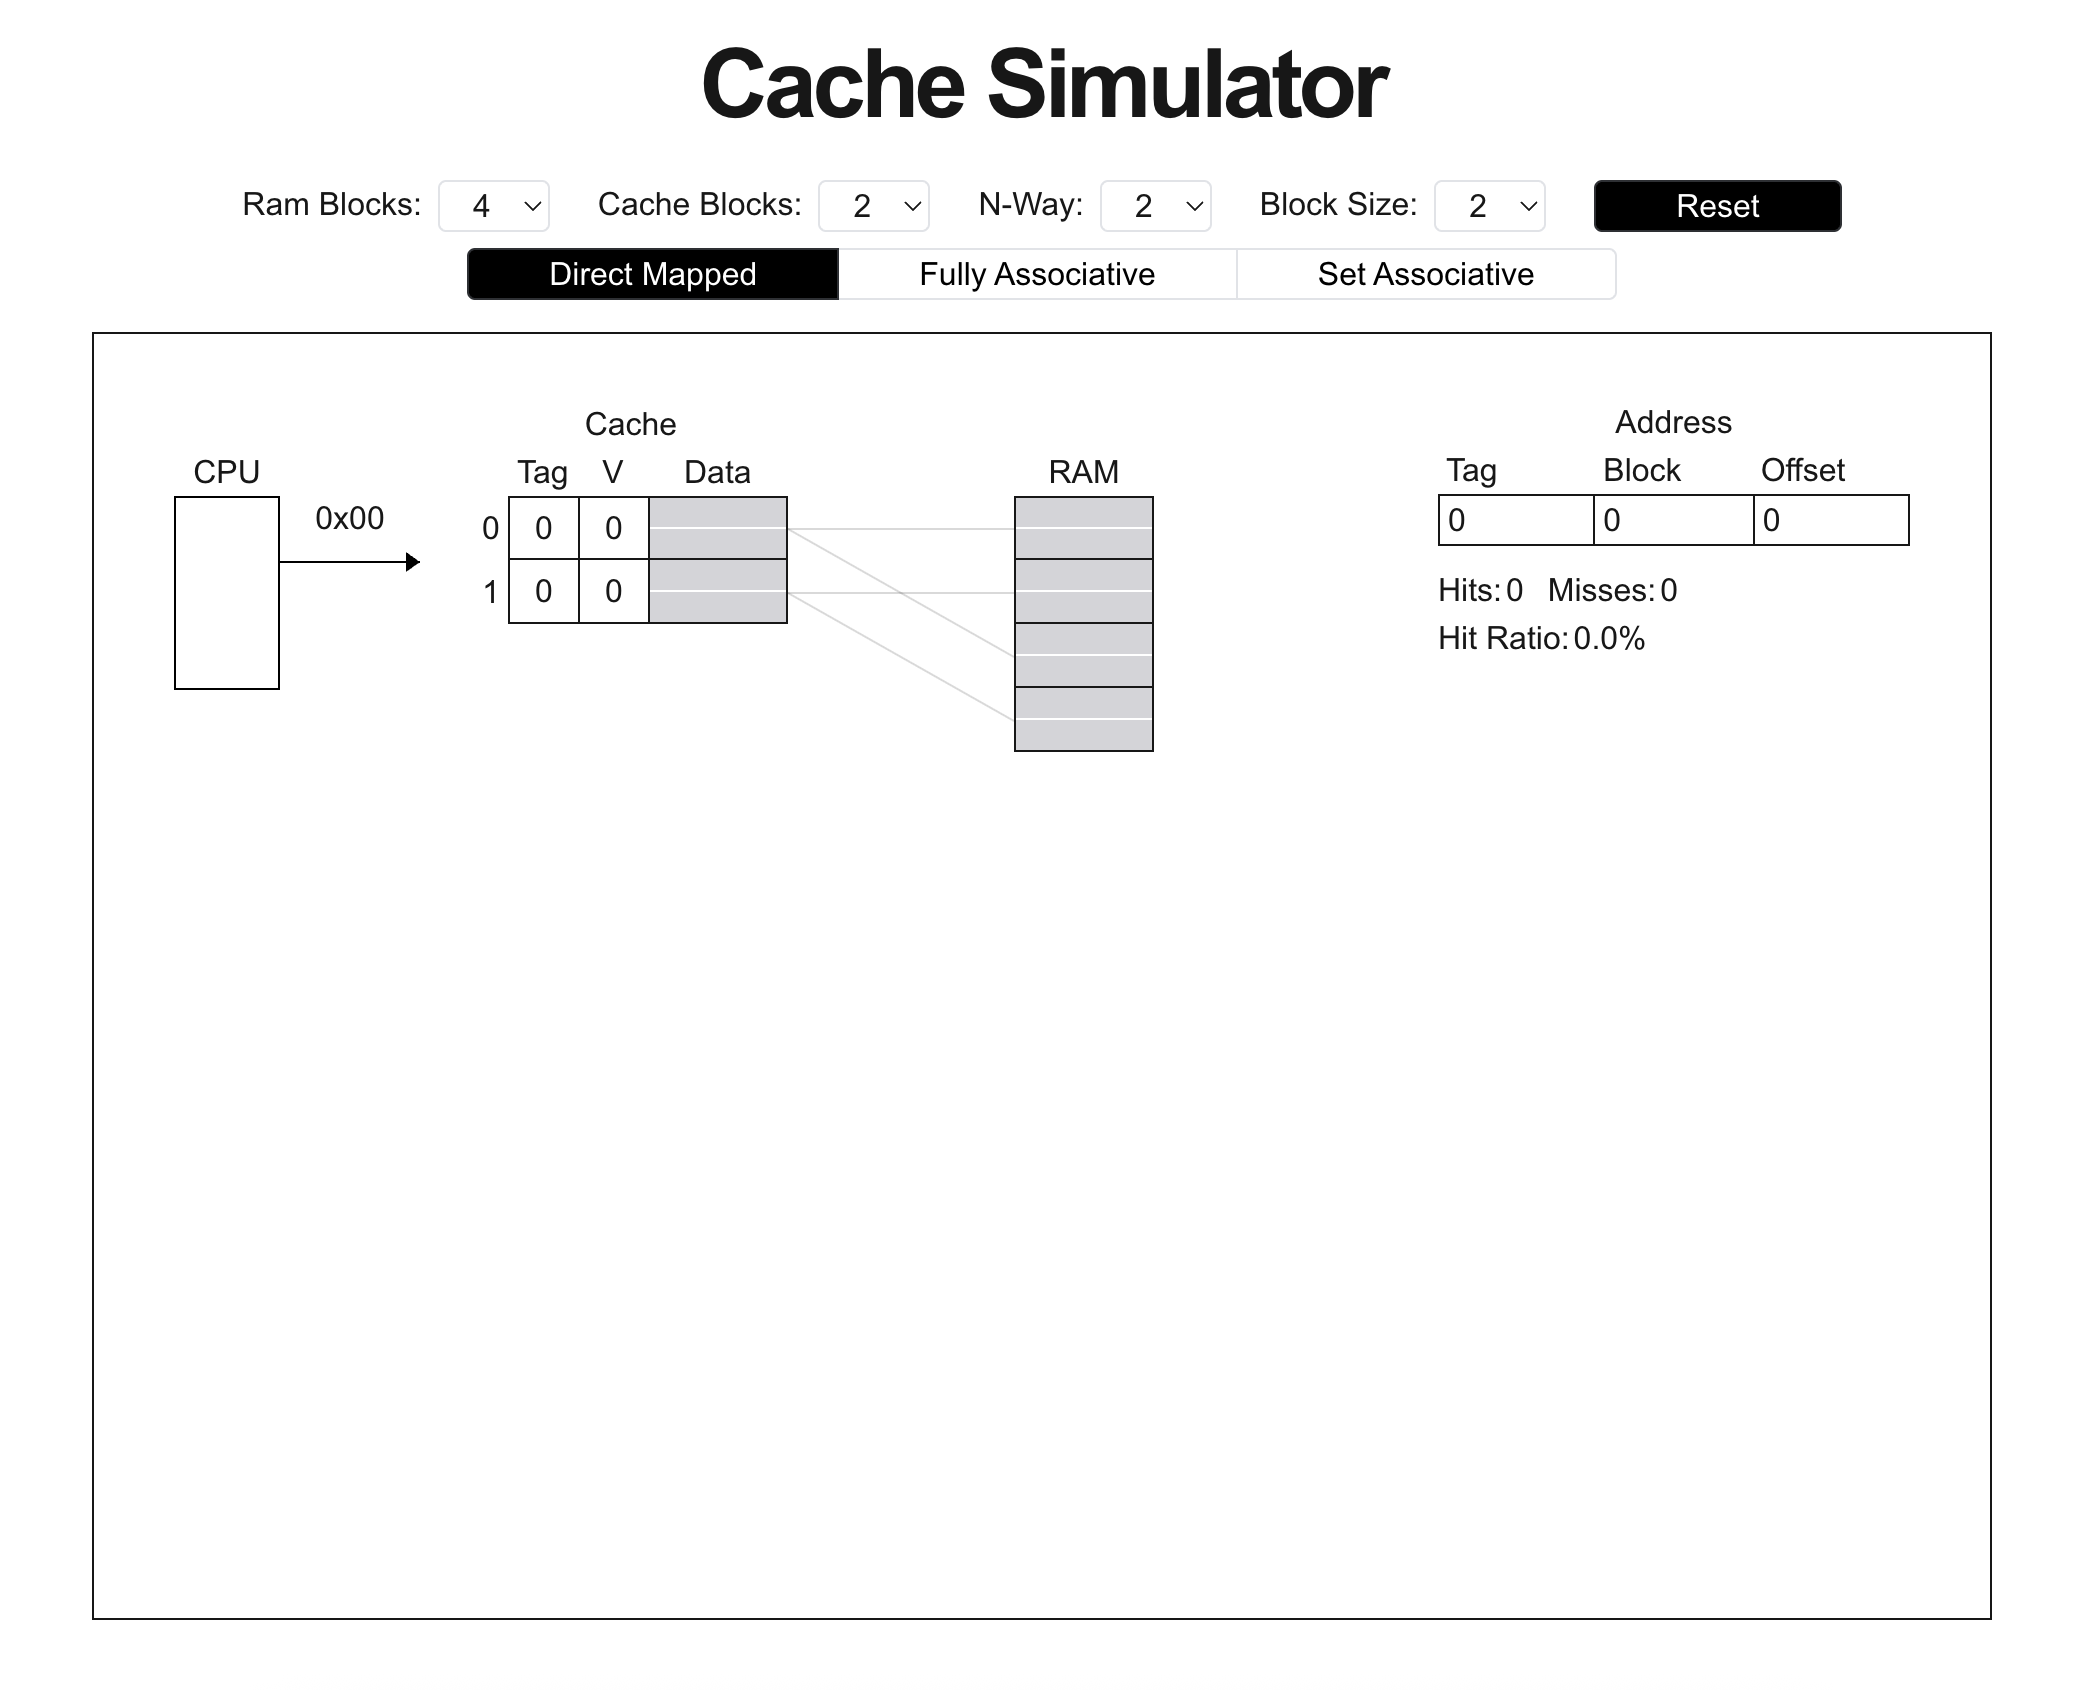 Cache Simulator
Ram Blocks: 4 Cache Blocks: 2 N-Way: 2 Block Size: 2 Reset
Direct Mapped Fully Associative Set Associative
Cache Address
CPU Tag V Data RAM Tag Block Offset
0x00 0 0 0 0 0 0
1 0 0
Hits: 0 Misses: 0
Hit Ratio: 0.0%